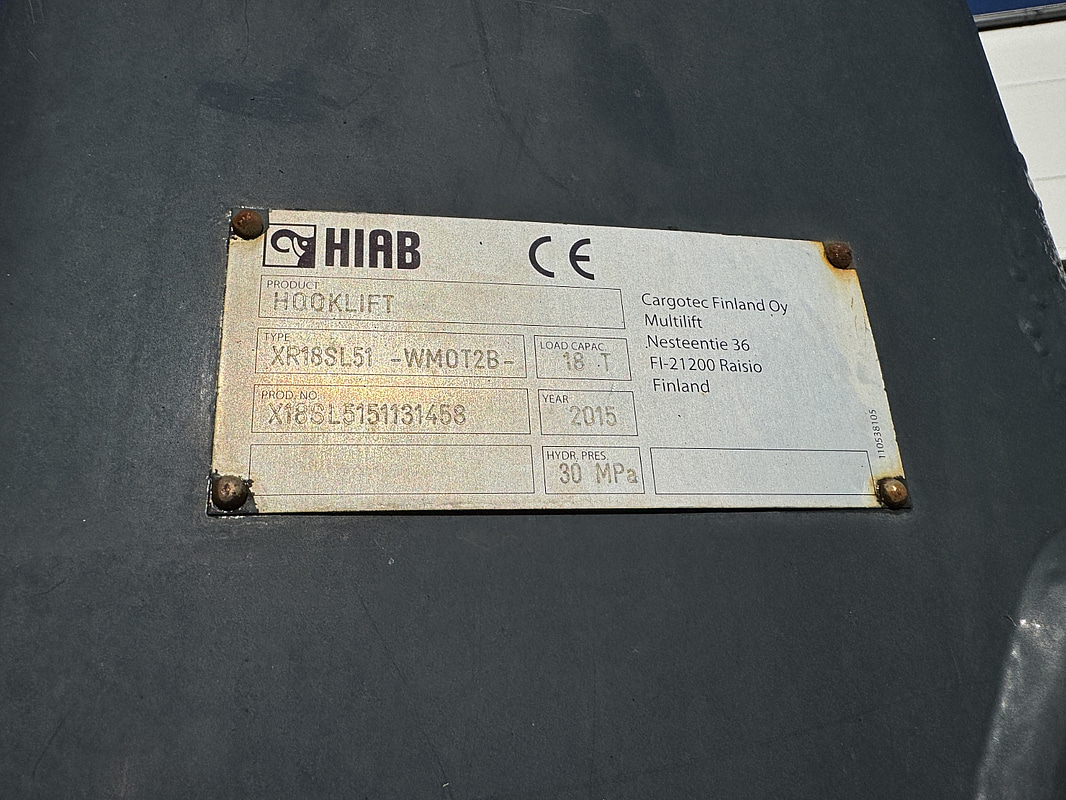 HIAB
CE
PRODUCT
HOOKLIFT
TYPE
XR18SL51 -WM0T2B-
LOAD CAPAC.
18 T
PROD. NO.
X18SL5151131458
YEAR
2015
HYDR. PRES.
30 MPa
Cargotec Finland Oy
Multilift
Nesteentie 36
FI-21200 Raisio
Finland
110538105